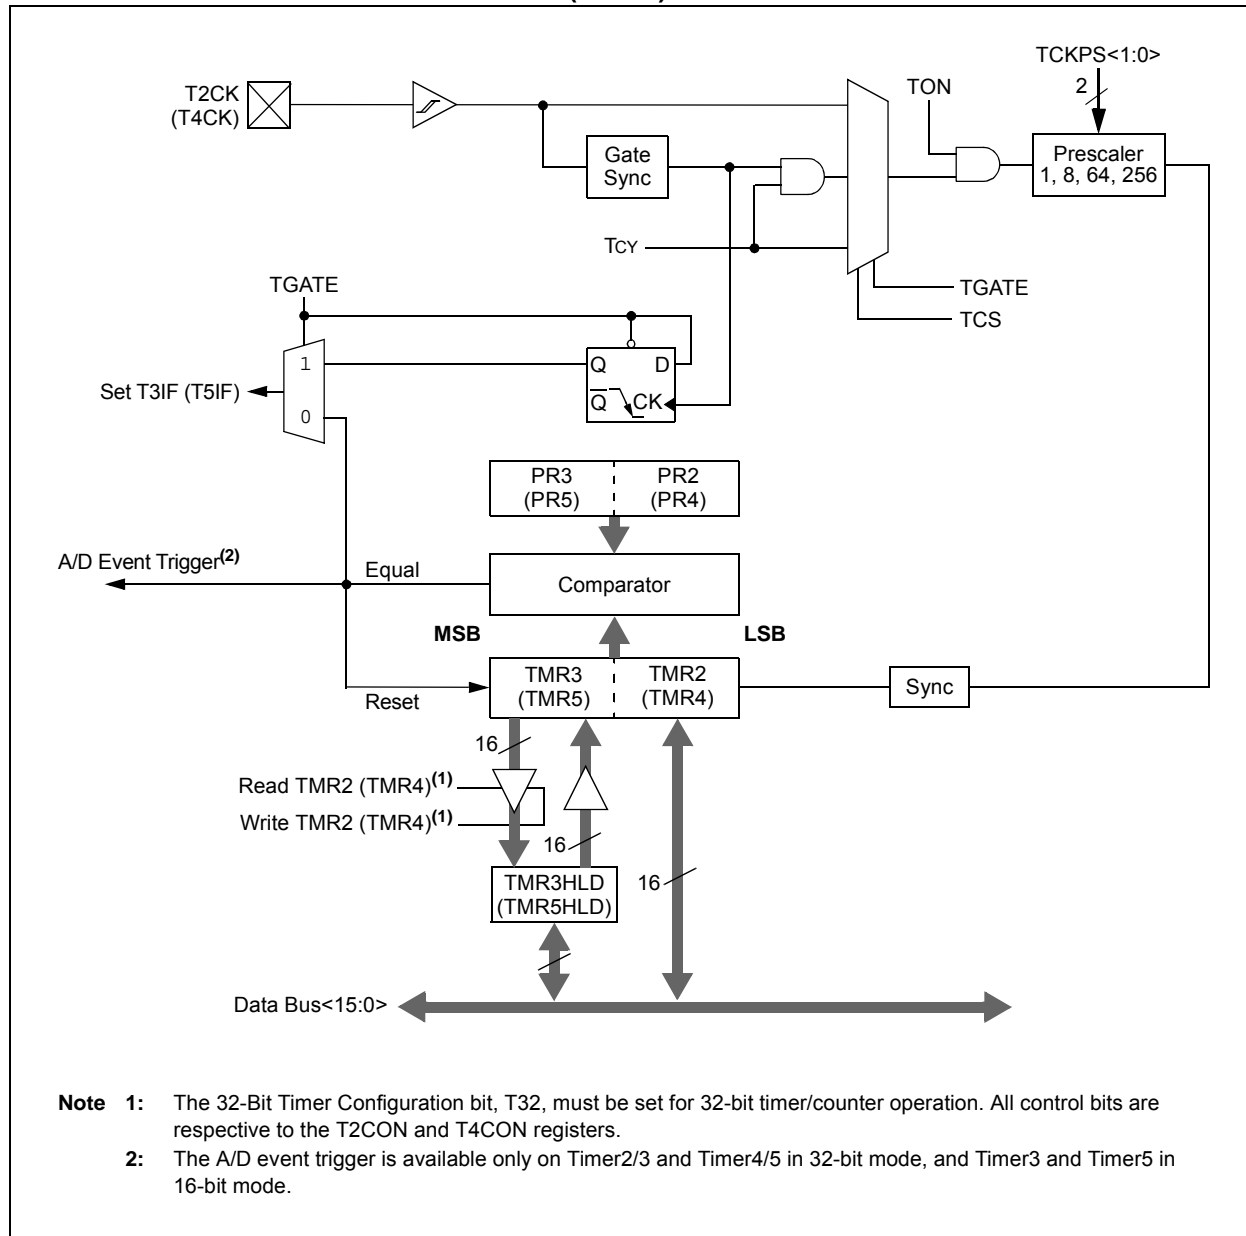 TCKPS<1:0>
2
T2CK
(T4CK)
TON
Gate
Sync
Prescaler
1, 8, 64, 256
TCY
TGATE
TCS
TGATE
1
0
Set T3IF (T5IF)
Q
D
Q
CK
PR3
(PR5)
PR2
(PR4)
A/D Event Trigger(2)
Equal
Comparator
MSB
LSB
TMR3
(TMR5)
TMR2
(TMR4)
Sync
Reset
16
Read TMR2 (TMR4)(1)
Write TMR2 (TMR4)(1)
16
TMR3HLD
(TMR5HLD)
16
Data Bus<15:0>
Note 1: The 32-Bit Timer Configuration bit, T32, must be set for 32-bit timer/counter operation. All control bits are
respective to the T2CON and T4CON registers.
2: The A/D event trigger is available only on Timer2/3 and Timer4/5 in 32-bit mode, and Timer3 and Timer5 in
16-bit mode.